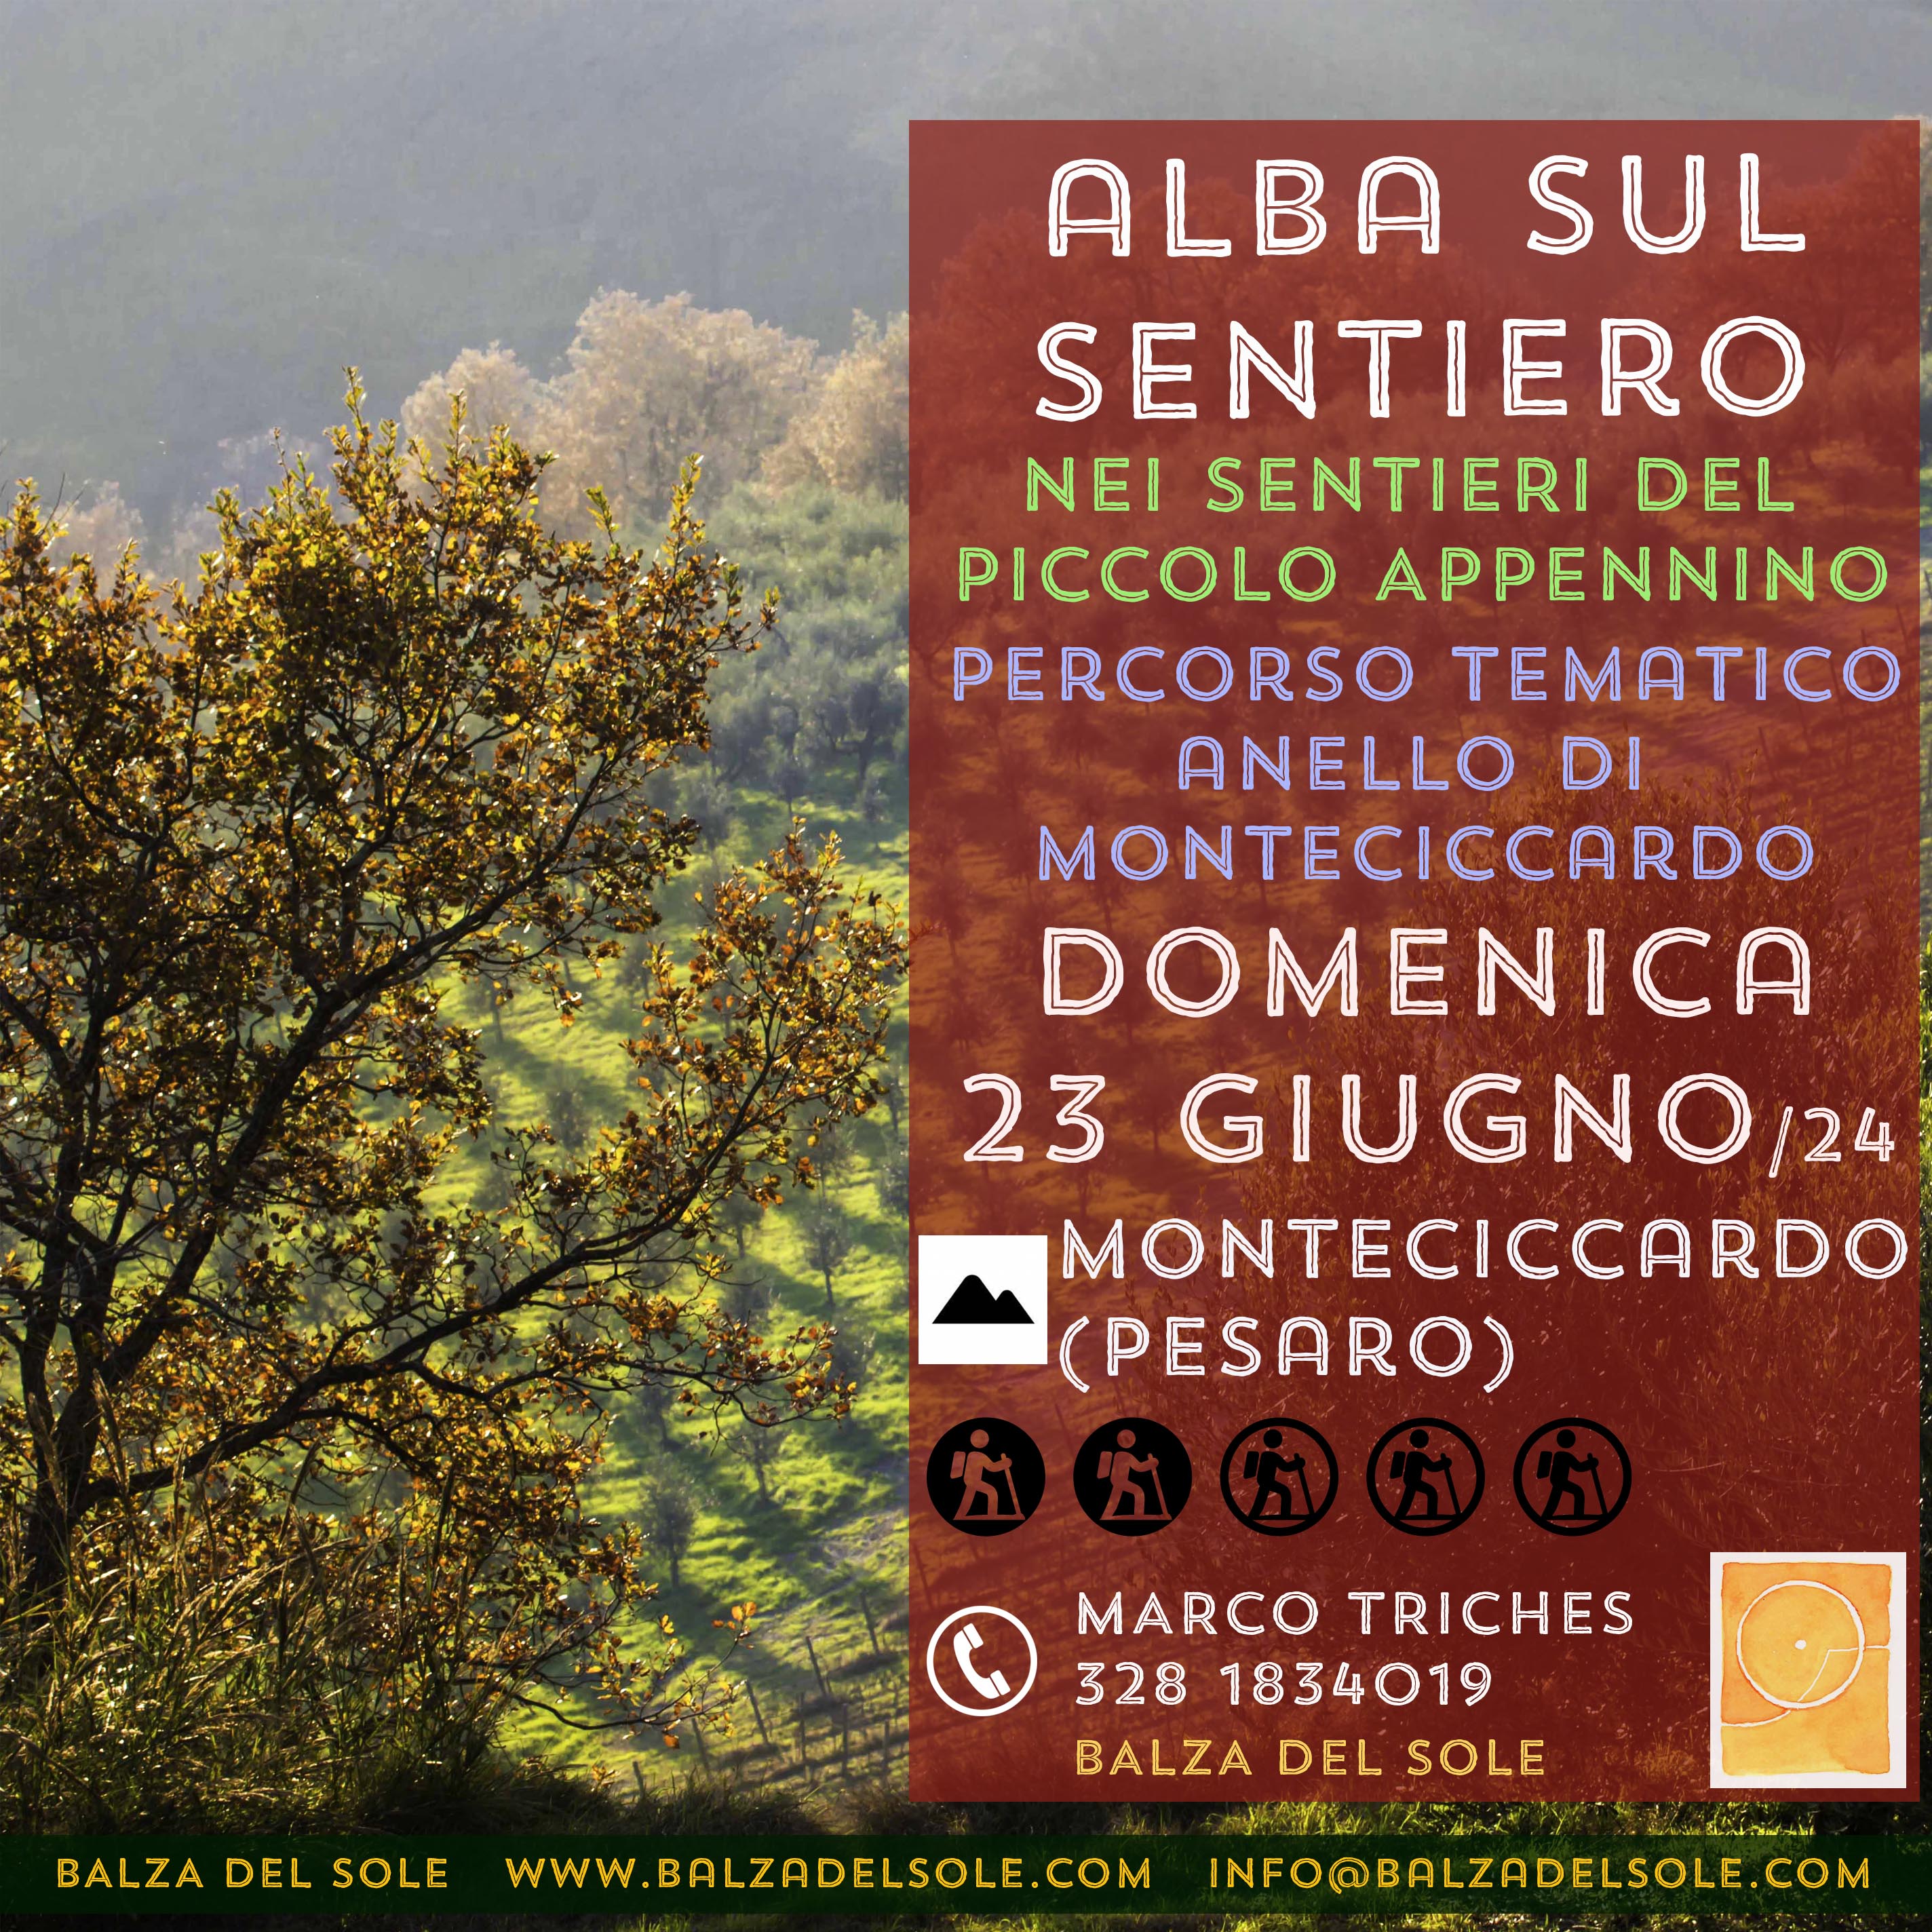 ALBA SUL
SENTIERO
NEI SENTIERI DEL
PICCOLO APPENNINO
PERCORSO TEMATICO
ANELLO DI
MONTECICCARDO
DOMENICA
23 GIUGNO/24
MONTECICCARDO
(PESARO)
MARCO TRICHES
328 1834019
BALZA DEL SOLE
BALZA DEL SOLE WWW.BALZADELSOLE.COM INFO@BALZADELSOLE.COM